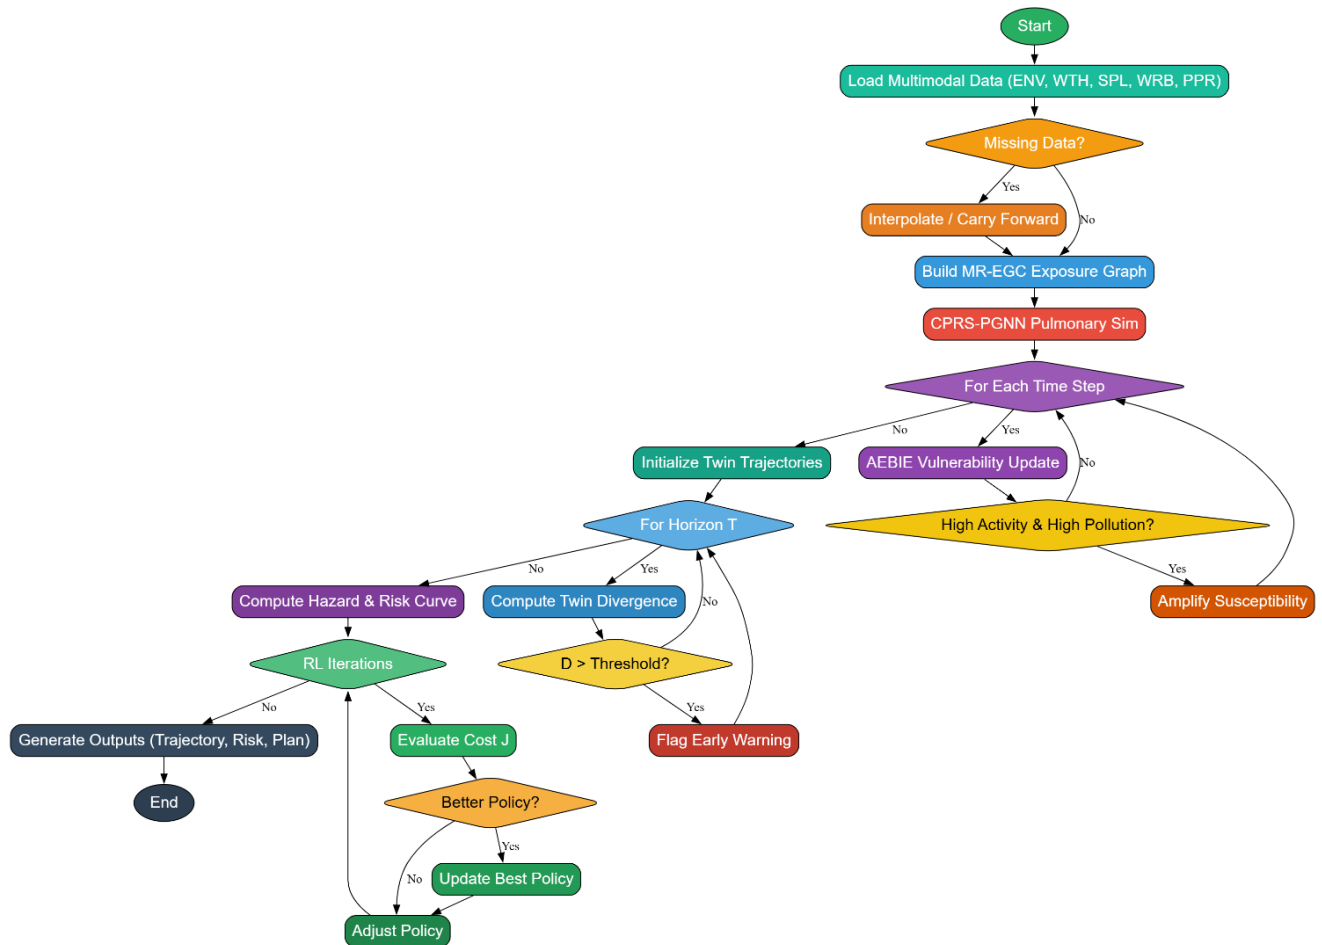 Start
Load Multimodal Data (ENV, WTH, SPL, WRB, PPR)
Missing Data?
Yes
Interpolate / Carry Forward
No
Build MR-EGC Exposure Graph
CPRS-PGNN Pulmonary Sim
For Each Time Step
No
Yes
Initialize Twin Trajectories
AEBIE Vulnerability Update
No
For Horizon T
High Activity & High Pollution?
No
Yes
Yes
Compute Hazard & Risk Curve
Compute Twin Divergence
No
Amplify Susceptibility
RL Iterations
D > Threshold?
No
Yes
Yes
Generate Outputs (Trajectory, Risk, Plan)
Evaluate Cost J
Flag Early Warning
End
Better Policy?
Yes
No
Update Best Policy
Adjust Policy